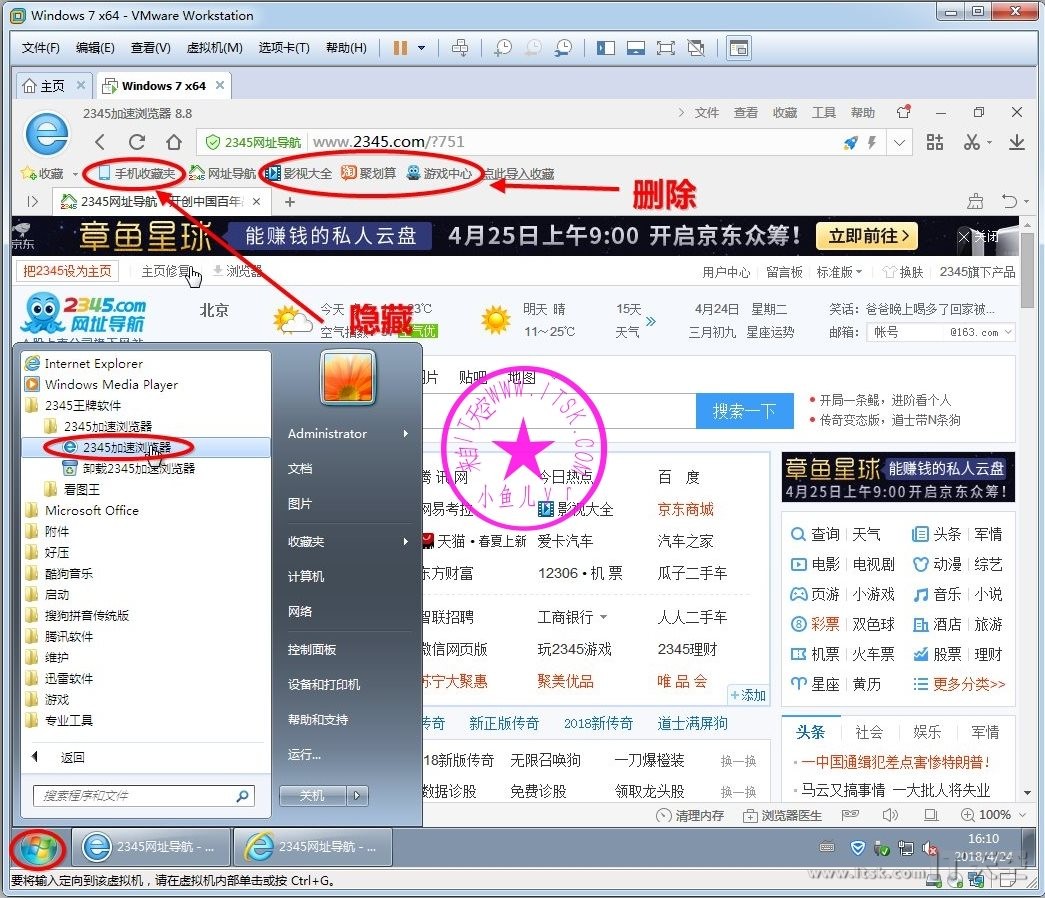 Windows 7 x64 - VMware Workstation
文件(F) 编辑(E) 查看(V) 虚拟机(M) 选项卡(T) 帮助(H)
主页 Windows 7 x64
2345加速浏览器 8.8 文件 查看 收藏 工具 帮助
2345网址导航 www.2345.com/?751
收藏 手机收藏夹 网址导航 影视大全 聚划算 游戏中心 点此导入收藏
删除
2345网址导航 开创中国百年
京东 章鱼星球 能赚钱的私人云盘 4月25日上午9:00 开启京东众筹! 立即前往> 关闭
把2345设为主页 主页修复 浏览器 用户中心 留言板 标准版 换肤 2345旗下产品
2345.com 网址导航
北京 今天 23℃ 明天 晴 15天 4月24日 星期二 笑话: 爸爸晚上喝多了回家被...
空气指数: 优 11~25℃ 天气 三月初九 星座运势 邮箱: 帐号 @163.com
隐藏
Internet Explorer
Windows Media Player
2345王牌软件
2345加速浏览器
2345加速浏览器
卸载2345加速浏览器
看图王
Microsoft Office
附件
好压
酷狗音乐
启动
搜狗拼音传统版
腾讯软件
维护
迅雷软件
游戏
专业工具
返回
搜索程序和文件
Administrator
文档
图片
收藏夹
计算机
网络
控制面板
设备和打印机
帮助和支持
运行...
关机
图片 贴吧 地图
搜索一下
开局一条鲲，进阶看个人
传奇变态版，道士带N条狗
来自IT天空WWW.ITSK.COM
小鱼儿yr
腾讯网 今日热点 百 度
网易考拉 影视大全 京东商城
天猫•春夏上新 爱卡汽车 汽车之家
东方财富 12306•机票 瓜子二手车
智联招聘 工商银行 人人二手车
微信网页版 玩2345游戏 2345理财
苏宁大聚惠 聚美优品 唯品会
+添加
传奇 新正版传奇 2018新传奇 道士满屏狗
18新版传奇 无限召唤狗 一刀爆橙装 换一换
数据诊股 免费诊股 领取龙头股 换一换
章鱼星球 能赚钱的私人云盘
4月25日上午9:00开启京东众筹!
查询 天气 头条 军情
电影 电视剧 动漫 综艺
页游 小游戏 音乐 小说
彩票 双色球 酒店 旅游
机票 火车票 股票 理财
星座 黄历 更多分类>>
头条 社会 娱乐 军情
一中国通缉犯差点害惨特朗普!
马云又搞事情 一大批人将失业
清理内存 浏览器医生 100%
2345网址导航 - ... 2345网址导航 - ...
16:10
2018/4/24
要将输入定向到该虚拟机，请在虚拟机内部单击或按 Ctrl+G。
www.itsk.com IT天空